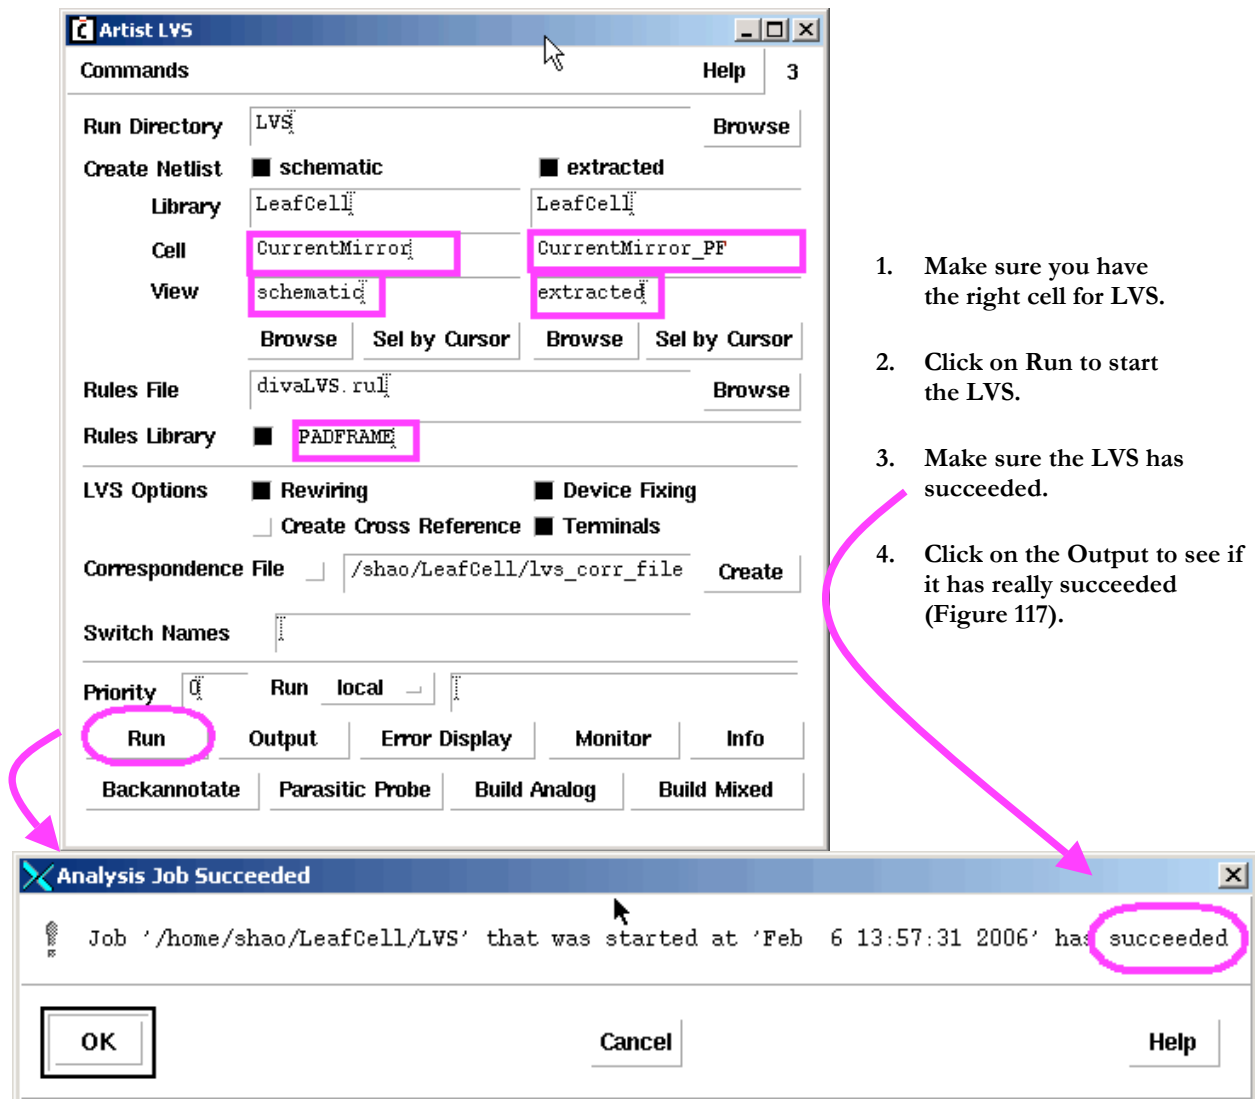 Artist LVS
Commands Help 3
Run Directory LVS Browse
Create Netlist schematic extracted
Library LeafCell LeafCell
Cell CurrentMirror CurrentMirror_PF
View schematic extracted
Browse Sel by Cursor Browse Sel by Cursor
Rules File divaLVS.rul Browse
Rules Library PADFRAME
LVS Options Rewiring Device Fixing
Create Cross Reference Terminals
Correspondence File /shao/LeafCell/lvs_corr_file Create
Switch Names
Priority 0 Run local
Run Output Error Display Monitor Info
Backannotate Parasitic Probe Build Analog Build Mixed
1. Make sure you have
the right cell for LVS.
2. Click on Run to start
the LVS.
3. Make sure the LVS has
succeeded.
4. Click on the Output to see if
it has really succeeded
(Figure 117).
Analysis Job Succeeded
Job '/home/shao/LeafCell/LVS' that was started at 'Feb 6 13:57:31 2006' has succeeded
OK Cancel Help